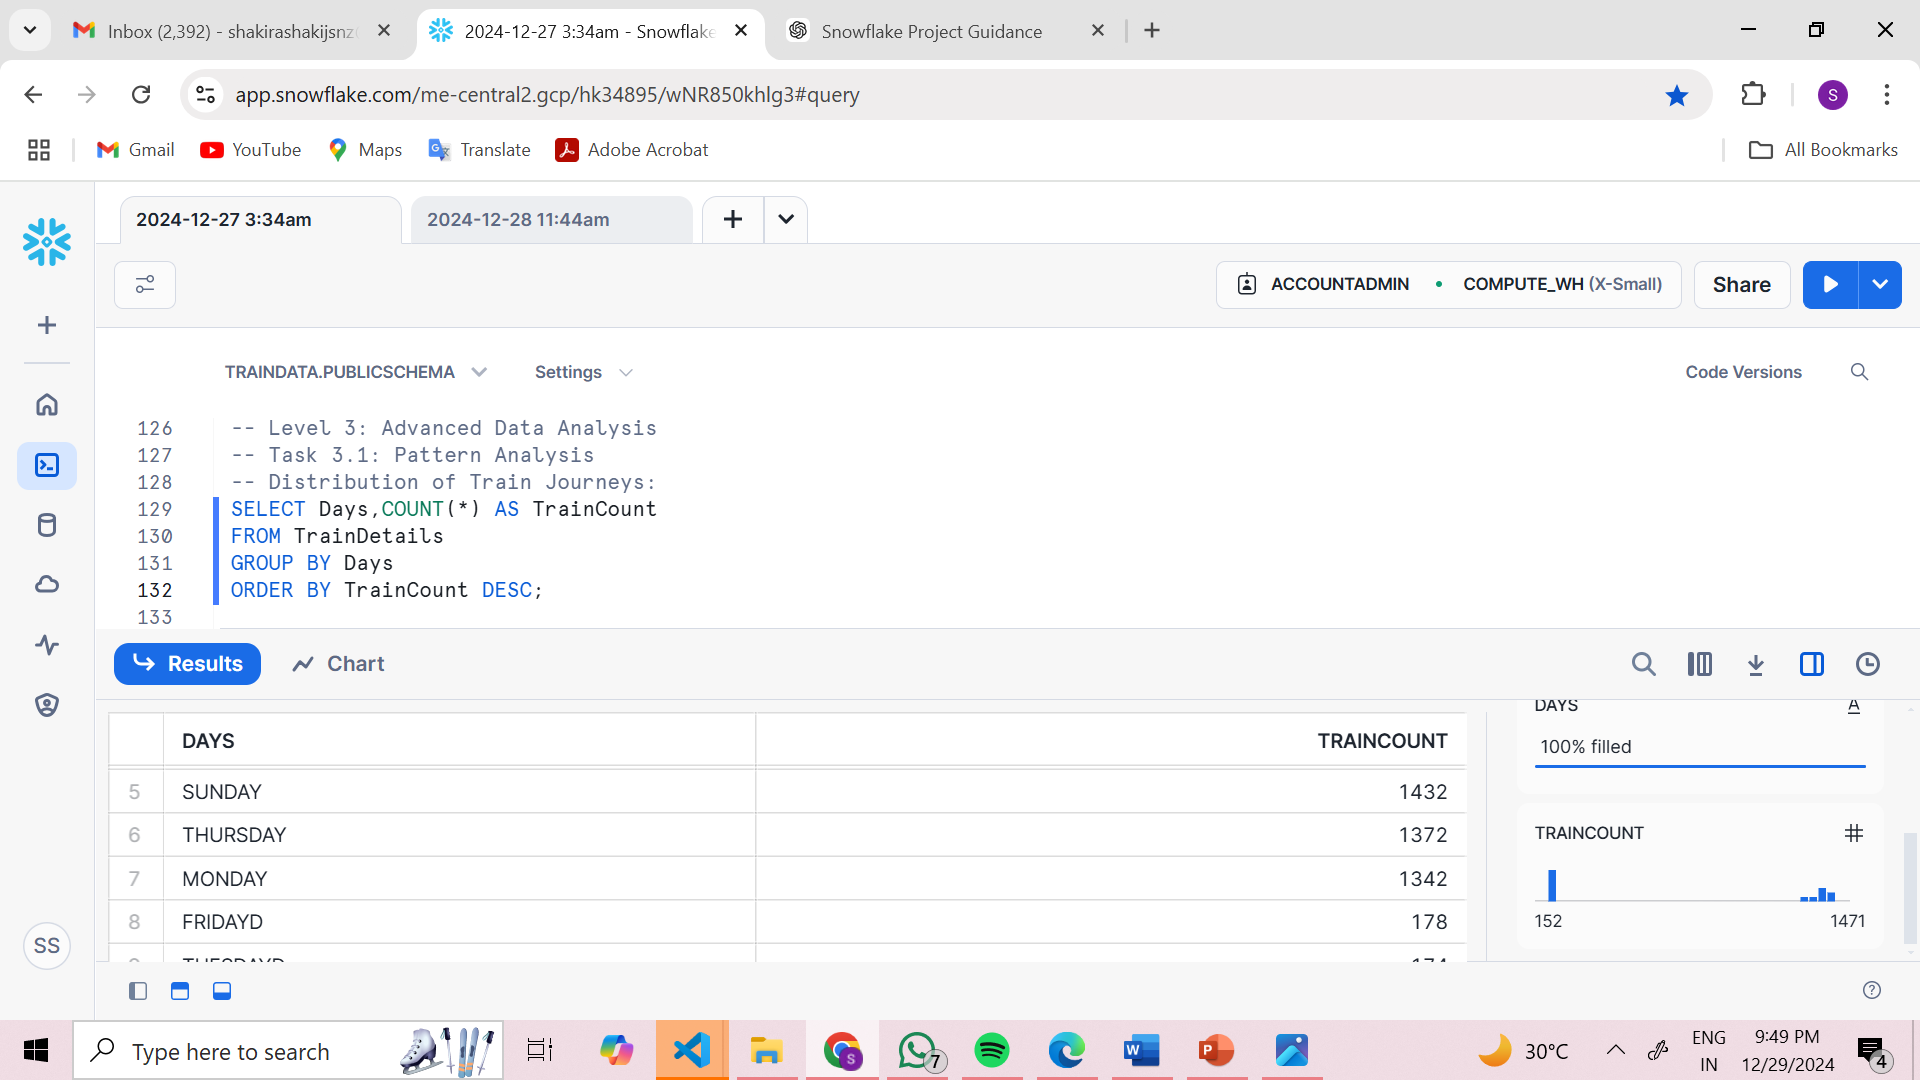 Inbox (2,392) - shakirashakijsnz
2024-12-27 3:34am - Snowflake
Snowflake Project Guidance
app.snowflake.com/me-central2.gcp/hk34895/wNR850khlg3#query
S
Gmail
YouTube
Maps
Translate
Adobe Acrobat
All Bookmarks
2024-12-27 3:34am
2024-12-28 11:44am
ACCOUNTADMIN • COMPUTE_WH (X-Small)
Share
TRAINDATA.PUBLICSCHEMA
Settings
Code Versions
126 -- Level 3: Advanced Data Analysis
127 -- Task 3.1: Pattern Analysis
128 -- Distribution of Train Journeys:
129 SELECT Days,COUNT(*) AS TrainCount
130 FROM TrainDetails
131 GROUP BY Days
132 ORDER BY TrainCount DESC;
133
Results
Chart
DAYS TRAINCOUNT
5 SUNDAY 1432
6 THURSDAY 1372
7 MONDAY 1342
8 FRIDAYD 178
DAYS
A
100% filled
TRAINCOUNT
#
152 1471
SS
Type here to search
S
7
30°C
ENG
IN
9:49 PM
12/29/2024
4